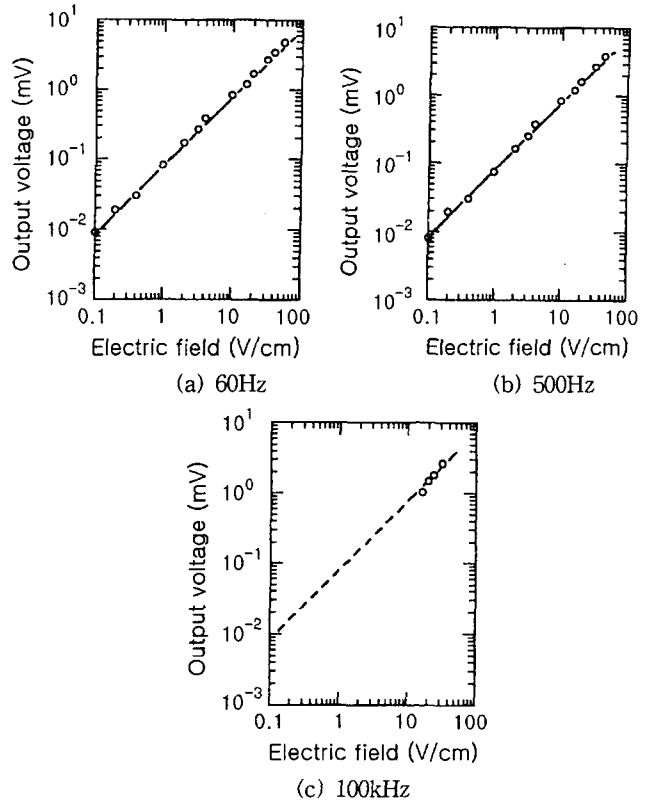 Output voltage (mV)
10¹
10⁰
10⁻¹
10⁻²
10⁻³
0.1 1 10 100
Electric field (V/cm)
(a) 60Hz
Output voltage (mV)
10¹
10⁰
10⁻¹
10⁻²
10⁻³
0.1 1 10 100
Electric field (V/cm)
(b) 500Hz
Output voltage (mV)
10¹
10⁰
10⁻¹
10⁻²
10⁻³
0.1 1 10 100
Electric field (V/cm)
(c) 100kHz